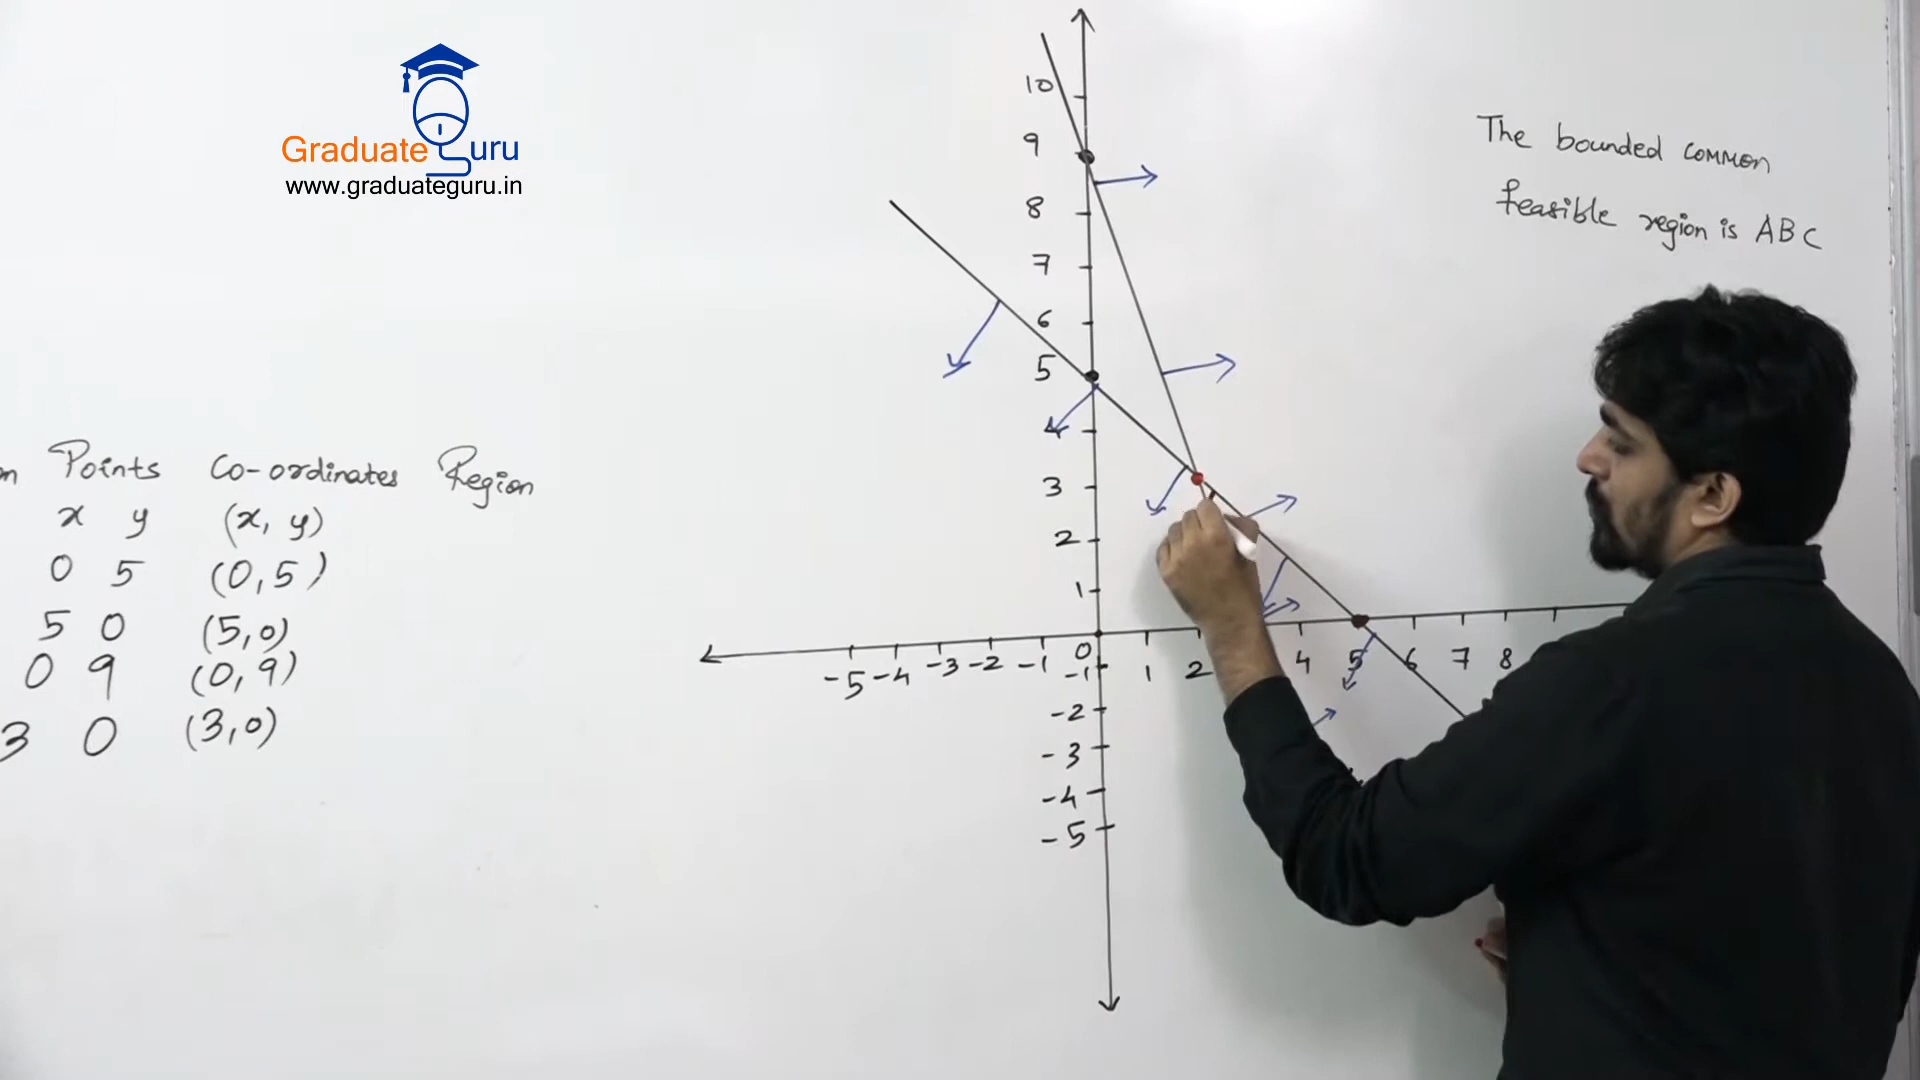 Graduate Guru
www.graduateguru.in
The bounded common
feasible region is ABC
Points Co-ordinates Region
x y (x, y)
0 5 (0,5)
5 0 (5,0)
0 9 (0,9)
3 0 (3,0)
10
9
8
7
6
5
4
3
2
1
-5 -4 -3 -2 -1 0 1 2 4 5 6 7 8
-1
-2
-3
-4
-5